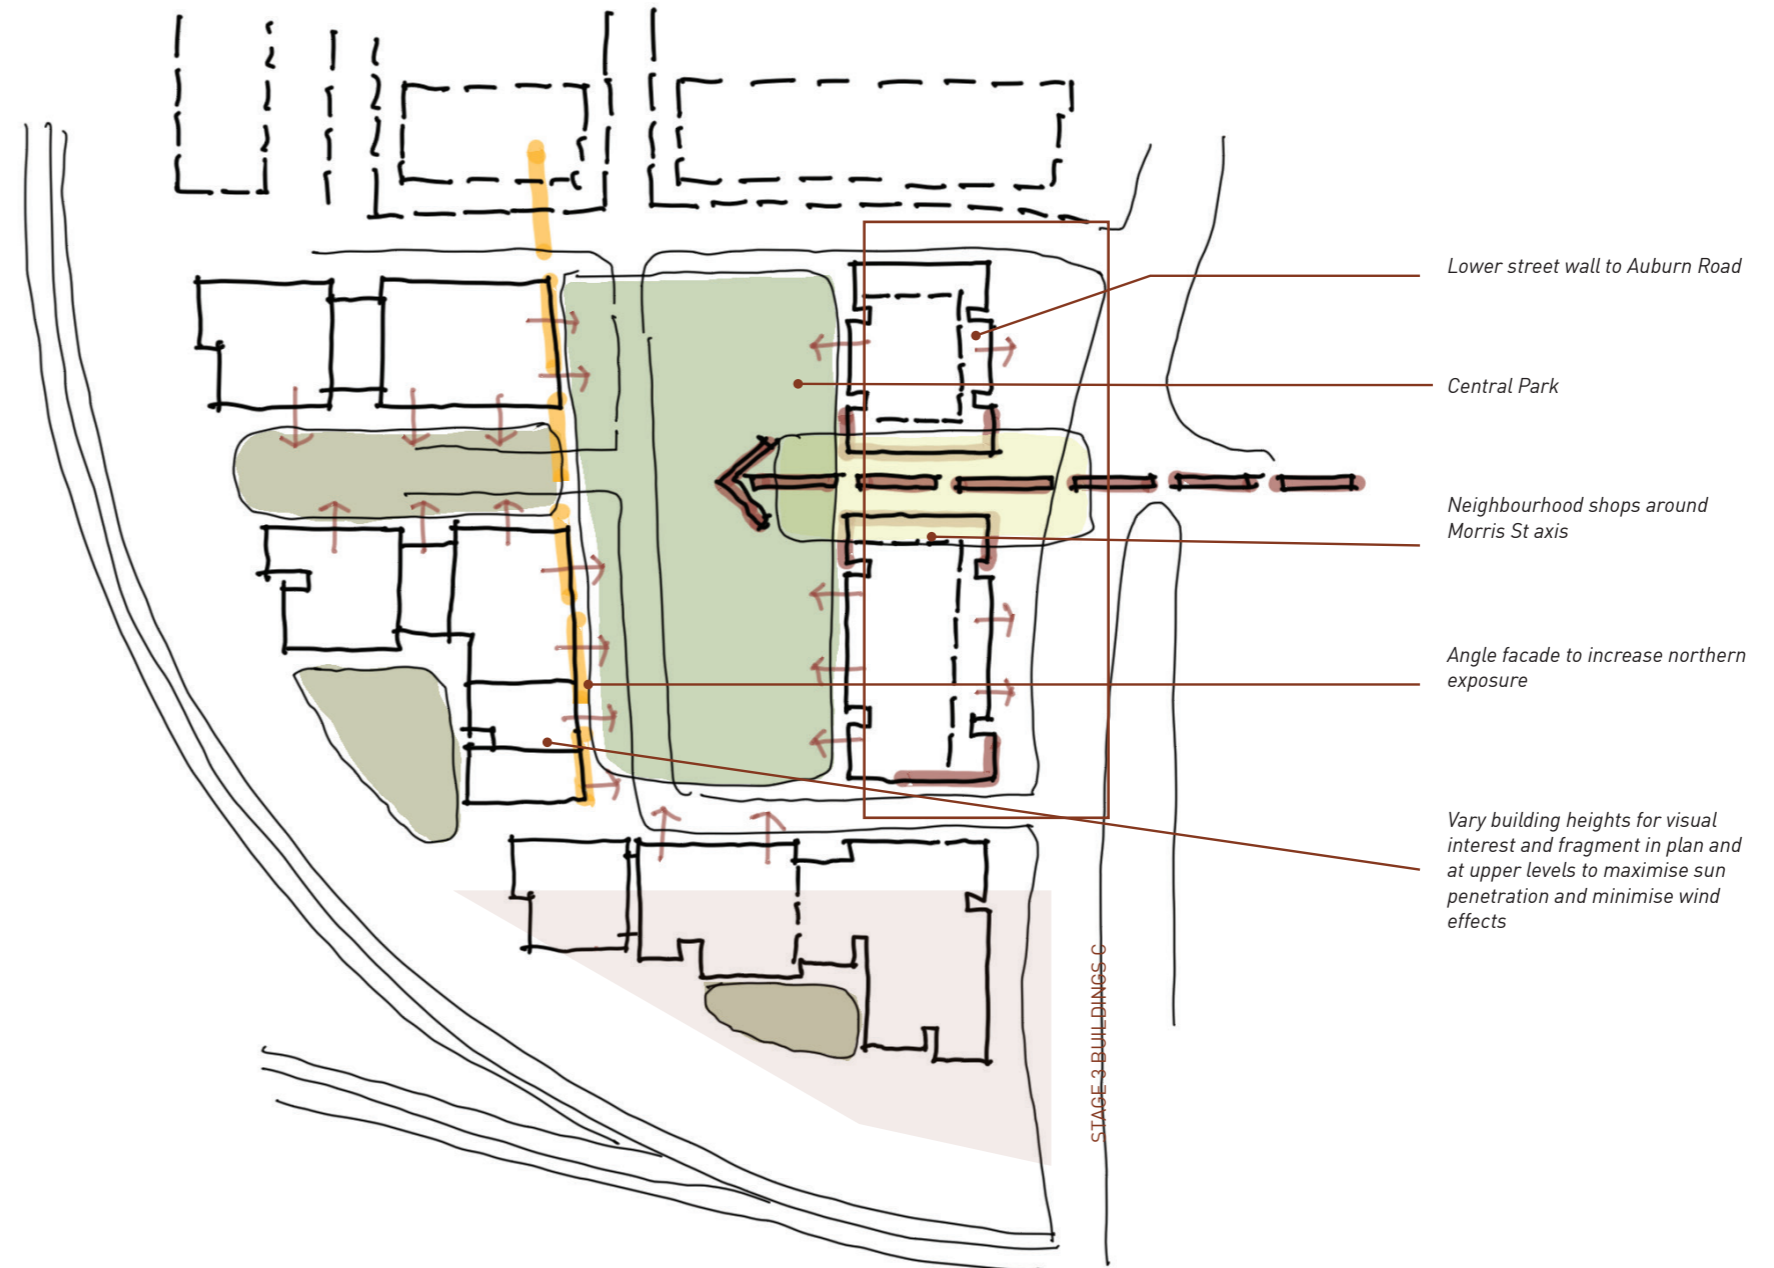 Lower street wall to Auburn Road
Central Park
Neighbourhood shops around
Morris St axis
Angle facade to increase northern
exposure
Vary building heights for visual
interest and fragment in plan and
at upper levels to maximise sun
penetration and minimise wind
effects
STAGE 3 BUILDINGS C